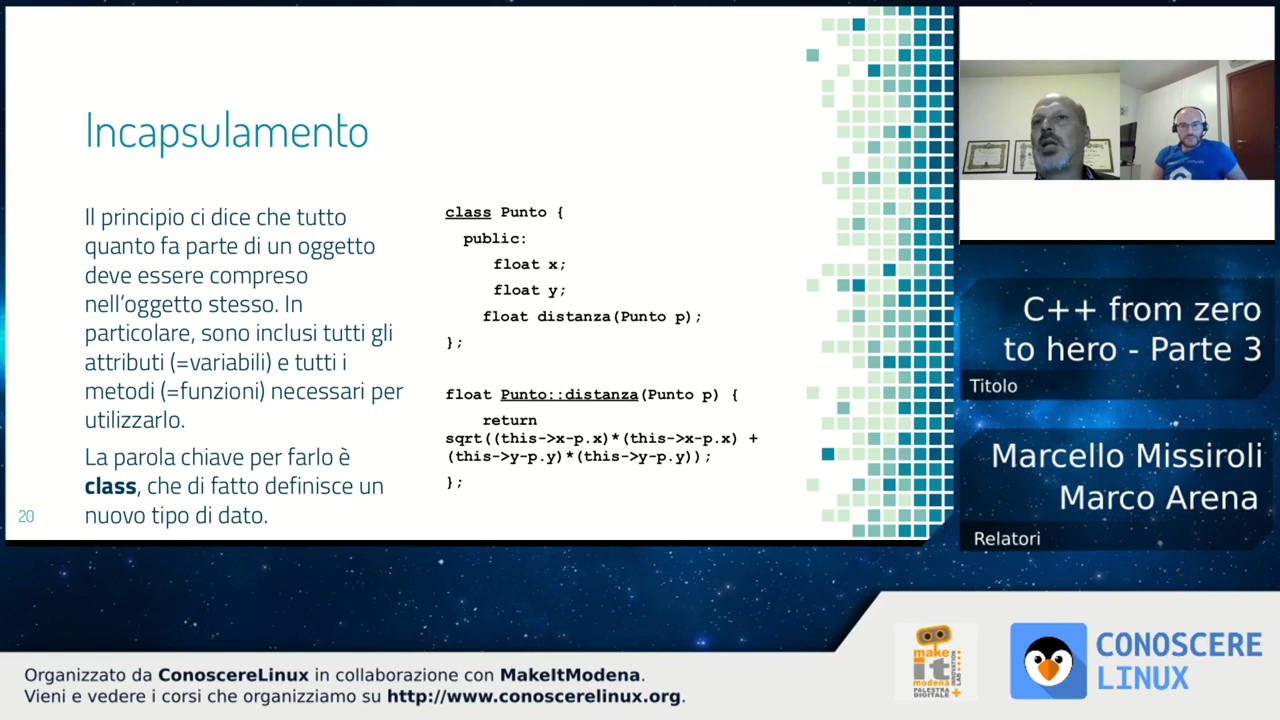 Incapsulamento
Il principio ci dice che tutto
quanto fa parte di un oggetto
deve essere compreso
nell'oggetto stesso. In
particolare, sono inclusi tutti gli
attributi (=variabili) e tutti i
metodi (=funzioni) necessari per
utilizzarlo.
La parola chiave per farlo è
class, che di fatto definisce un
nuovo tipo di dato.
20
class Punto {
public:
float x;
float y;
float distanza(Punto p);
};
float Punto::distanza(Punto p) {
return
sqrt((this->x-p.x)*(this->x-p.x) +
(this->y-p.y)*(this->y-p.y));
};
C++ from zero
to hero - Parte 3
Titolo
Marcello Missiroli
Marco Arena
Relatori
make
it
modena
PALESTRA
DIGITALE
INNOVATION
LAB
CONOSCERE
LINUX
Organizzato da ConoscereLinux in collaborazione con MakeItModena.
Vieni e vedere i corsi che organizziamo su http://www.conoscerelinux.org.